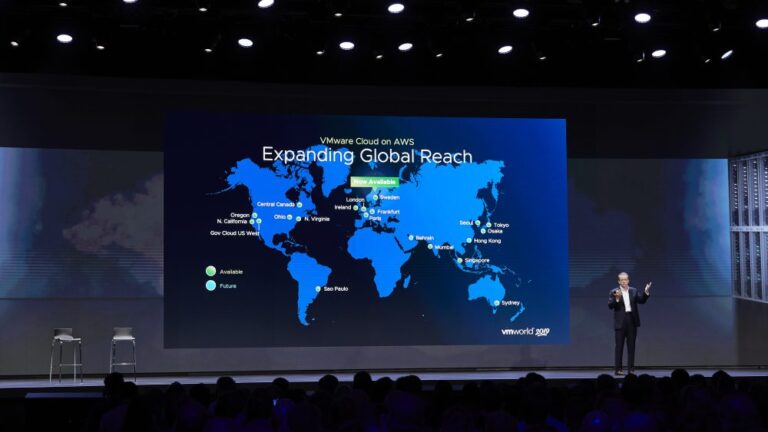 VMware Cloud on AWS
Expanding Global Reach
Now Available
London
Sweden
Central Canada
Ireland
Frankfurt
Paris
Oregon
Ohio
N. Virginia
N. California
Gov Cloud US West
Seoul
Tokyo
Osaka
Bahrain
Hong Kong
Mumbai
Singapore
Available
Future
Sao Paulo
Sydney
vmworld 2019